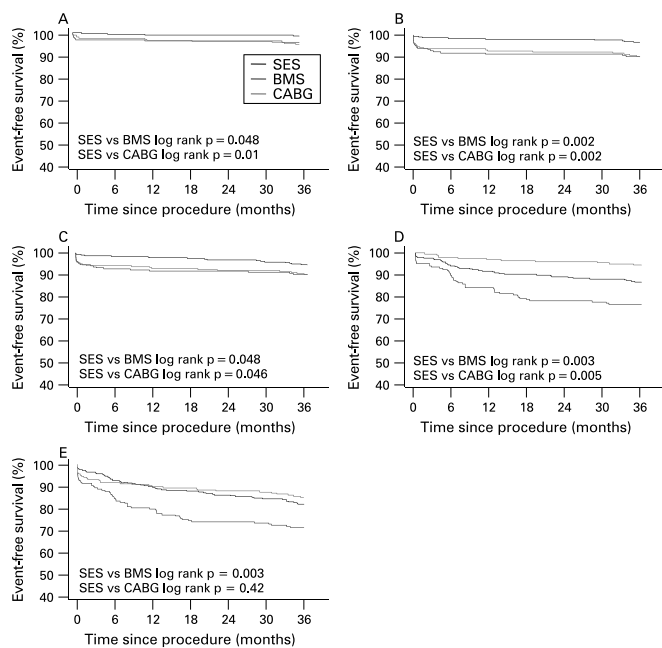 A
Event-free survival (%)
100
90
80
70
60
50
40
SES
BMS
CABG
SES vs BMS log rank p = 0.048
SES vs CABG log rank p = 0.01
0 6 12 18 24 30 36
Time since procedure (months)
B
Event-free survival (%)
100
90
80
70
60
50
40
SES vs BMS log rank p = 0.002
SES vs CABG log rank p = 0.002
0 6 12 18 24 30 36
Time since procedure (months)
C
Event-free survival (%)
100
90
80
70
60
50
40
SES vs BMS log rank p = 0.048
SES vs CABG log rank p = 0.046
0 6 12 18 24 30 36
Time since procedure (months)
D
Event-free survival (%)
100
90
80
70
60
50
40
SES vs BMS log rank p = 0.003
SES vs CABG log rank p = 0.005
0 6 12 18 24 30 36
Time since procedure (months)
E
Event-free survival (%)
100
90
80
70
60
50
40
SES vs BMS log rank p = 0.003
SES vs CABG log rank p = 0.42
0 6 12 18 24 30 36
Time since procedure (months)